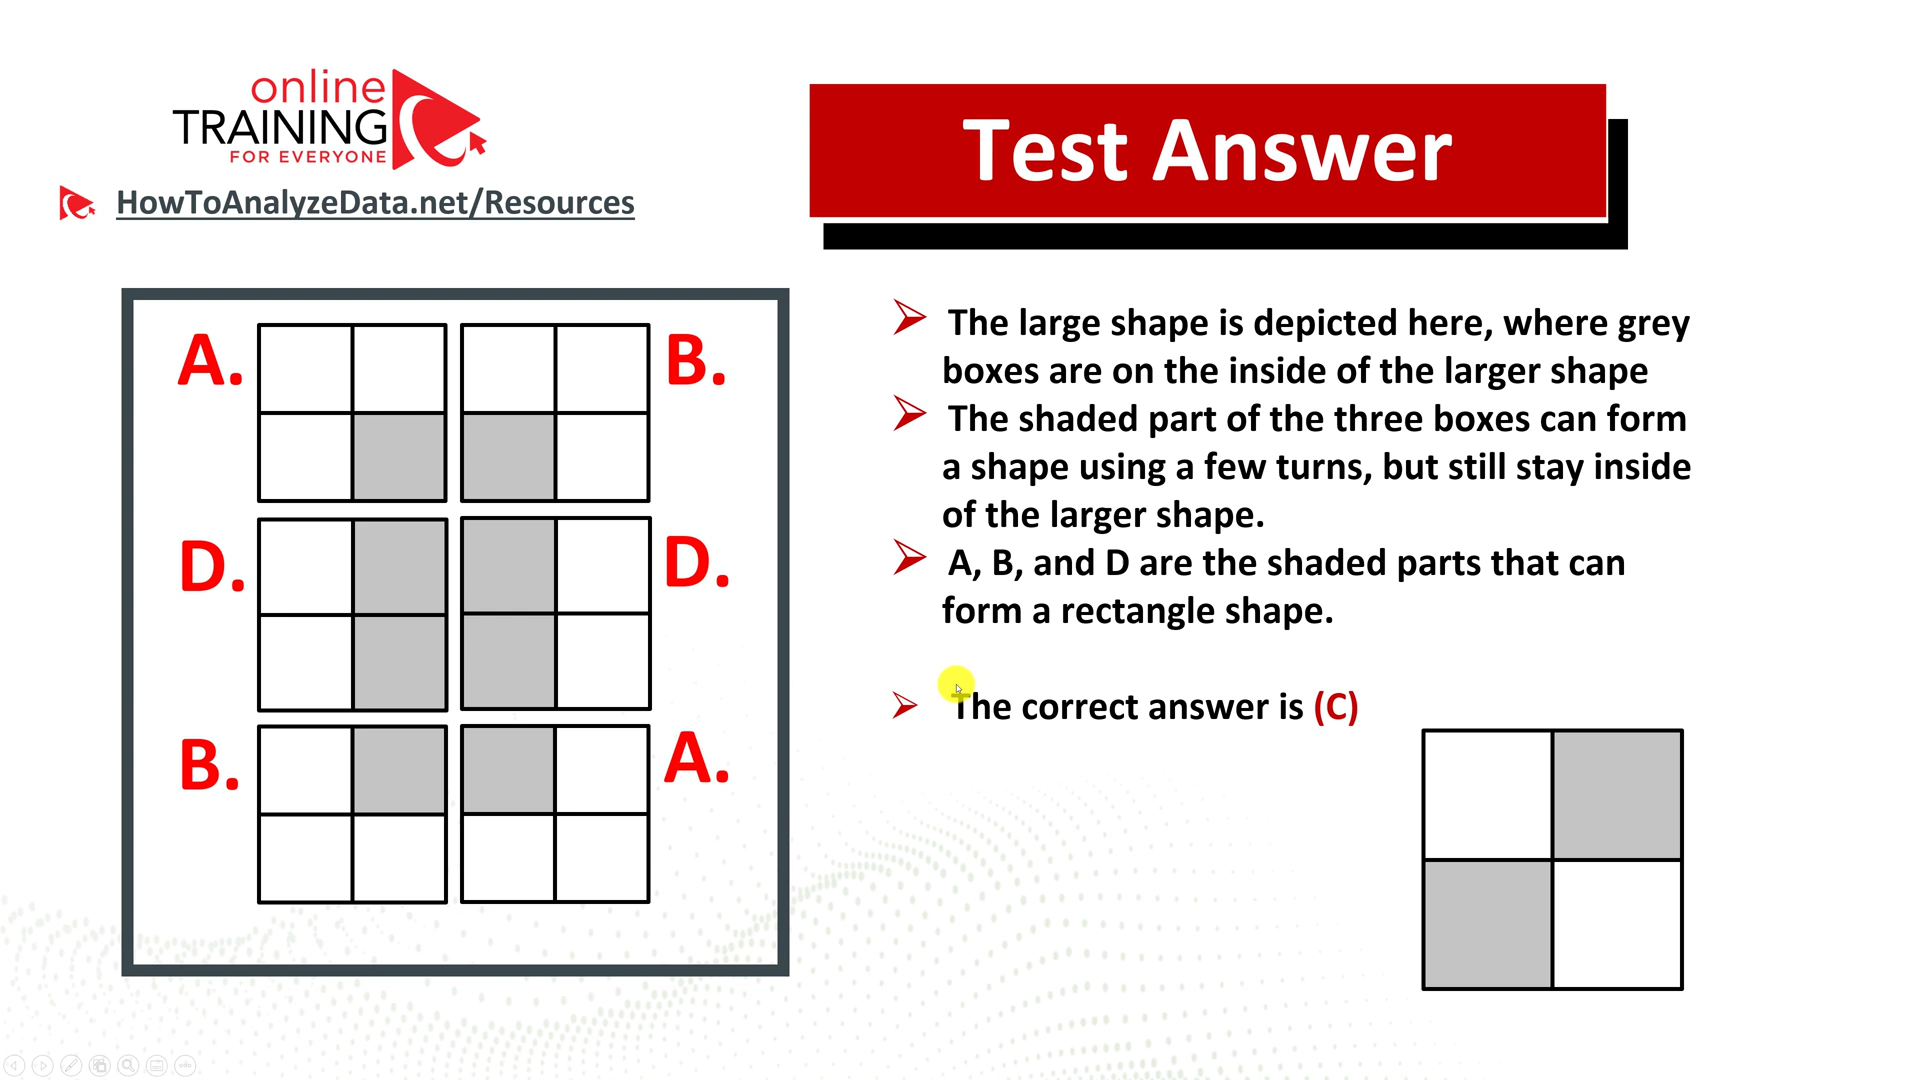 online
TRAINING
FOR EVERYONE
HowToAnalyzeData.net/Resources
Test Answer
A.
B.
D.
D.
B.
A.
The large shape is depicted here, where grey
boxes are on the inside of the larger shape
The shaded part of the three boxes can form
a shape using a few turns, but still stay inside
of the larger shape.
A, B, and D are the shaded parts that can
form a rectangle shape.
The correct answer is (C)